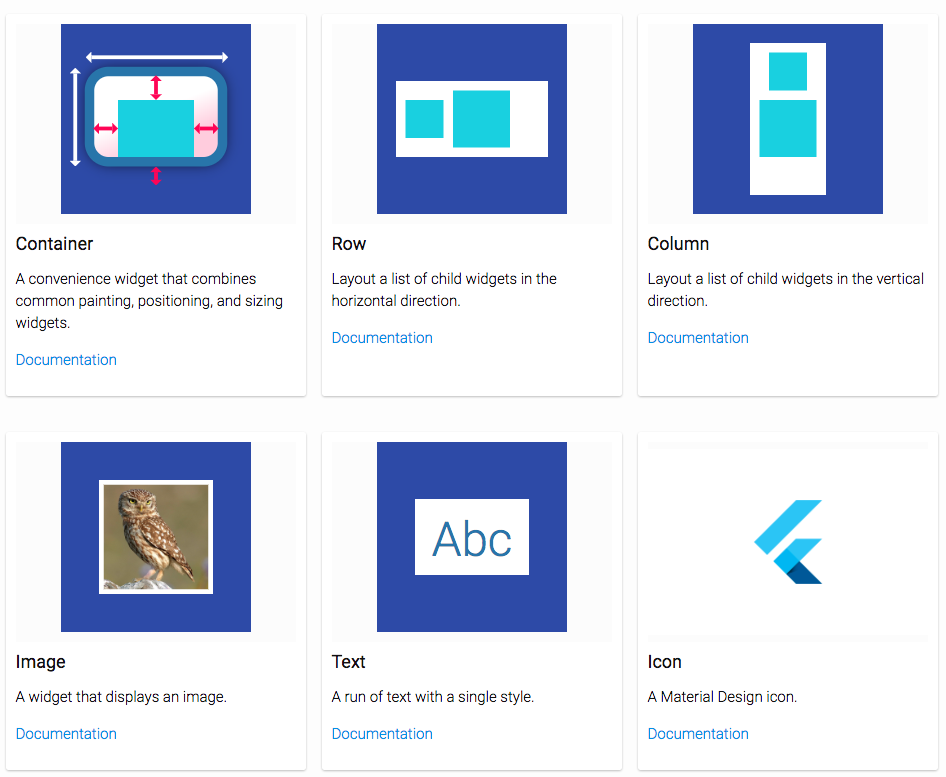 Container
A convenience widget that combines
common painting, positioning, and sizing
widgets.
Documentation
Row
Layout a list of child widgets in the
horizontal direction.
Documentation
Column
Layout a list of child widgets in the vertical
direction.
Documentation
Image
A widget that displays an image.
Documentation
Abc
Text
A run of text with a single style.
Documentation
Icon
A Material Design icon.
Documentation